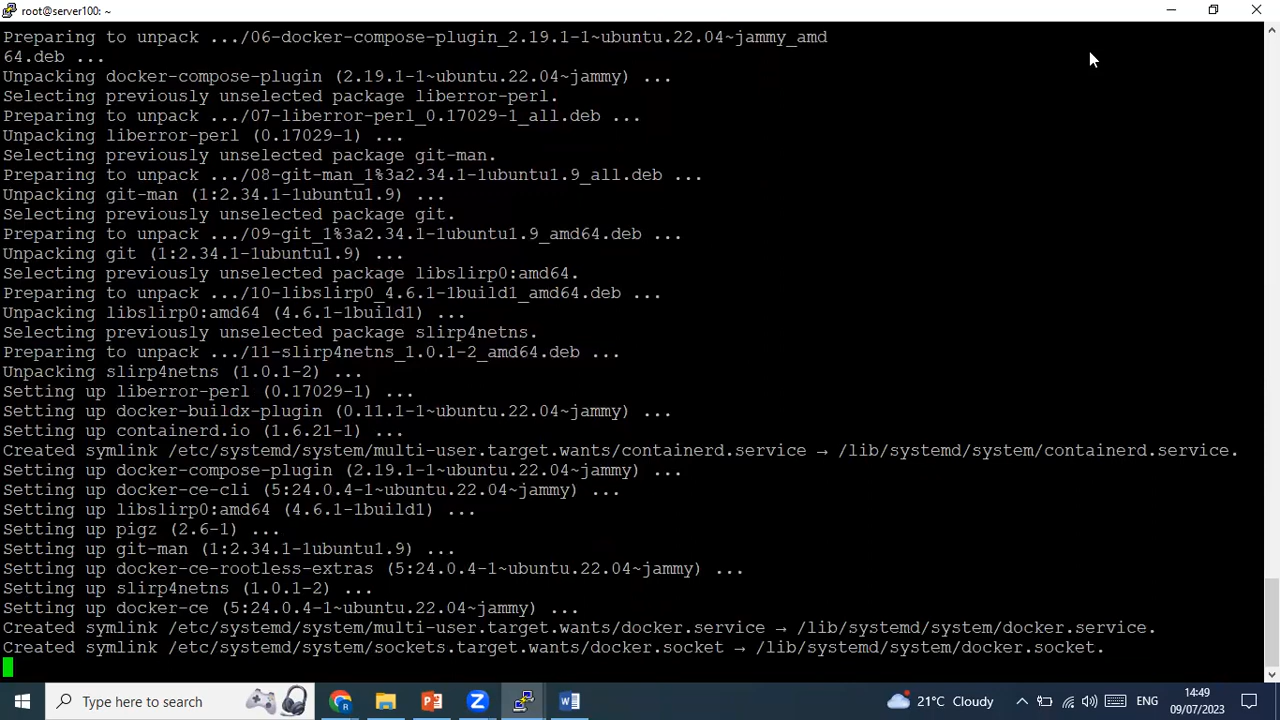 root@server100: ~
Preparing to unpack .../06-docker-compose-plugin_2.19.1-1~ubuntu.22.04~jammy_amd
64.deb ...
Unpacking docker-compose-plugin (2.19.1-1~ubuntu.22.04~jammy) ...
Selecting previously unselected package liberror-perl.
Preparing to unpack .../07-liberror-perl_0.17029-1_all.deb ...
Unpacking liberror-perl (0.17029-1) ...
Selecting previously unselected package git-man.
Preparing to unpack .../08-git-man_1%3a2.34.1-1ubuntu1.9_all.deb ...
Unpacking git-man (1:2.34.1-1ubuntu1.9) ...
Selecting previously unselected package git.
Preparing to unpack .../09-git_1%3a2.34.1-1ubuntu1.9_amd64.deb ...
Unpacking git (1:2.34.1-1ubuntu1.9) ...
Selecting previously unselected package libslirp0:amd64.
Preparing to unpack .../10-libslirp0_4.6.1-1build1_amd64.deb ...
Unpacking libslirp0:amd64 (4.6.1-1build1) ...
Selecting previously unselected package slirp4netns.
Preparing to unpack .../11-slirp4netns_1.0.1-2_amd64.deb ...
Unpacking slirp4netns (1.0.1-2) ...
Setting up liberror-perl (0.17029-1) ...
Setting up docker-buildx-plugin (0.11.1-1~ubuntu.22.04~jammy) ...
Setting up containerd.io (1.6.21-1) ...
Created symlink /etc/systemd/system/multi-user.target.wants/containerd.service → /lib/systemd/system/containerd.service.
Setting up docker-compose-plugin (2.19.1-1~ubuntu.22.04~jammy) ...
Setting up docker-ce-cli (5:24.0.4-1~ubuntu.22.04~jammy) ...
Setting up libslirp0:amd64 (4.6.1-1build1) ...
Setting up pigz (2.6-1) ...
Setting up git-man (1:2.34.1-1ubuntu1.9) ...
Setting up docker-ce-rootless-extras (5:24.0.4-1~ubuntu.22.04~jammy) ...
Setting up slirp4netns (1.0.1-2) ...
Setting up docker-ce (5:24.0.4-1~ubuntu.22.04~jammy) ...
Created symlink /etc/systemd/system/multi-user.target.wants/docker.service → /lib/systemd/system/docker.service.
Created symlink /etc/systemd/system/sockets.target.wants/docker.socket → /lib/systemd/system/docker.socket.
Type here to search
21°C Cloudy
ENG
14:49
09/07/2023